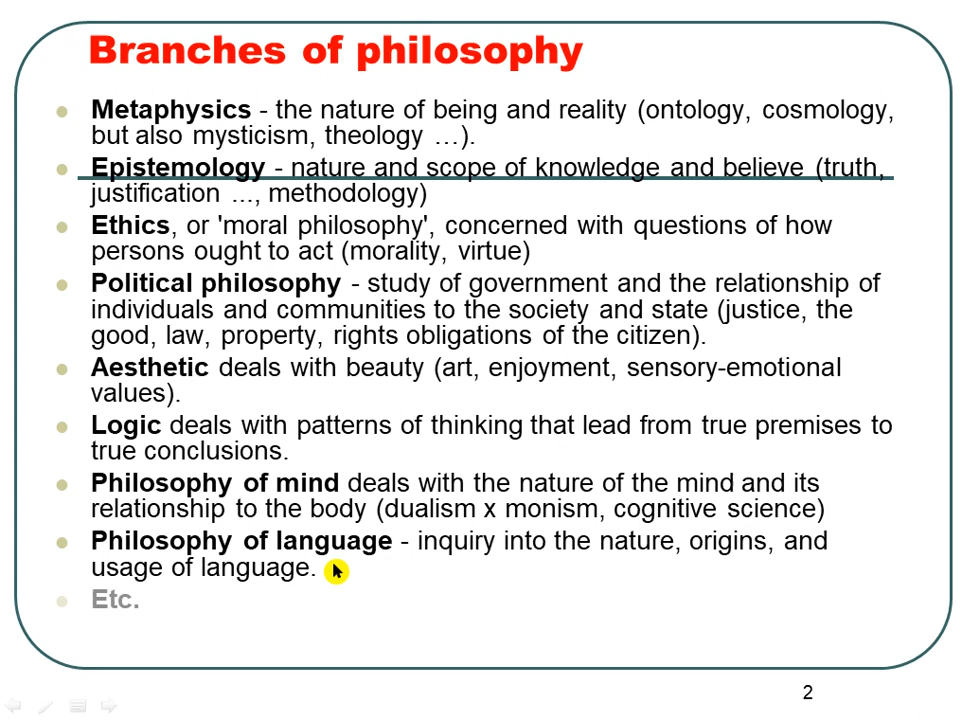 Branches of philosophy
Metaphysics - the nature of being and reality (ontology, cosmology,
but also mysticism, theology …).
Epistemology - nature and scope of knowledge and believe (truth,
justification ..., methodology)
Ethics, or 'moral philosophy', concerned with questions of how
persons ought to act (morality, virtue)
Political philosophy - study of government and the relationship of
individuals and communities to the society and state (justice, the
good, law, property, rights obligations of the citizen).
Aesthetic deals with beauty (art, enjoyment, sensory-emotional
values).
Logic deals with patterns of thinking that lead from true premises to
true conclusions.
Philosophy of mind deals with the nature of the mind and its
relationship to the body (dualism x monism, cognitive science)
Philosophy of language - inquiry into the nature, origins, and
usage of language.
Etc.
2